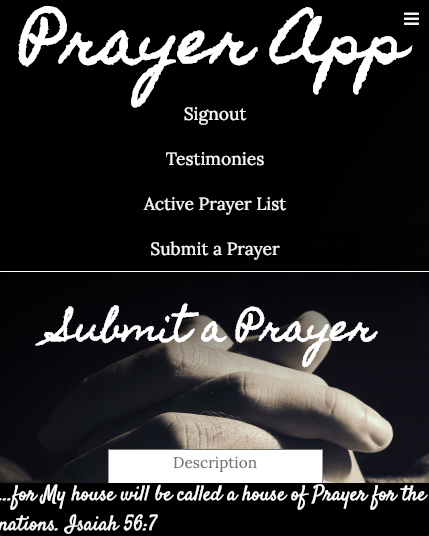 Prayer App
Signout
Testimonies
Active Prayer List
Submit a Prayer
Submit a Prayer
Description
...for My house will be called a house of Prayer for the
nations. Isaiah 56:7